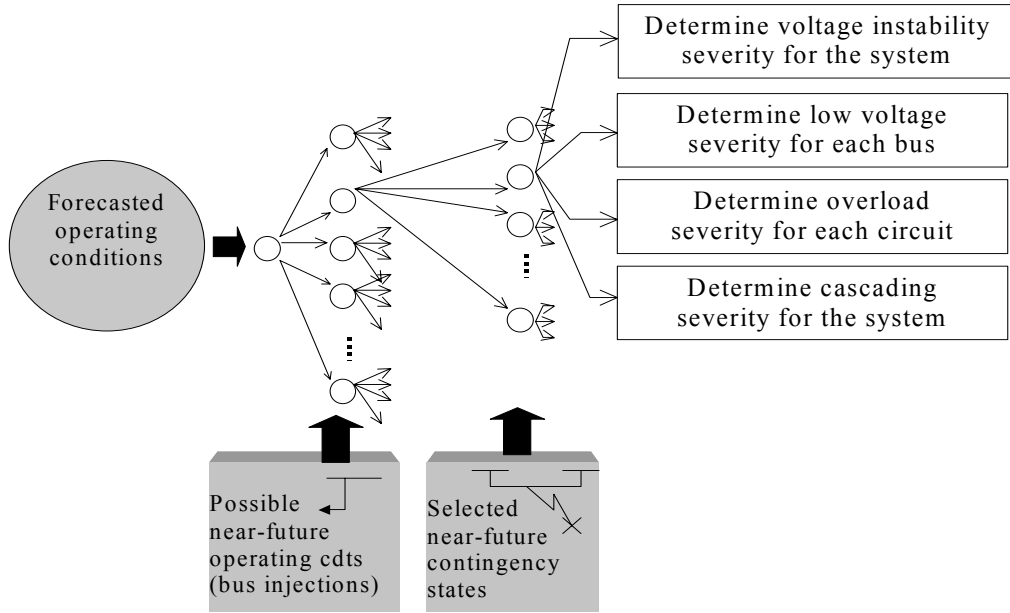 Determine voltage instability
severity for the system
Determine low voltage
severity for each bus
Forecasted
operating
conditions
Determine overload
severity for each circuit
Determine cascading
severity for the system
Possible
near-future
operating cdts
(bus injections)
Selected
near-future
contingency
states